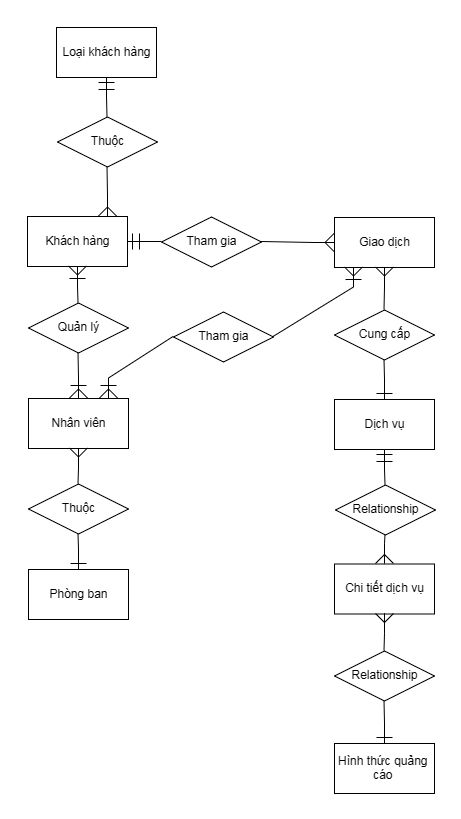 Loại khách hàng
Thuộc
Khách hàng
Tham gia
Giao dịch
Quản lý
Tham gia
Cung cấp
Nhân viên
Dịch vụ
Thuộc
Relationship
Phòng ban
Chi tiết dịch vụ
Relationship
Hình thức quảng
cáo